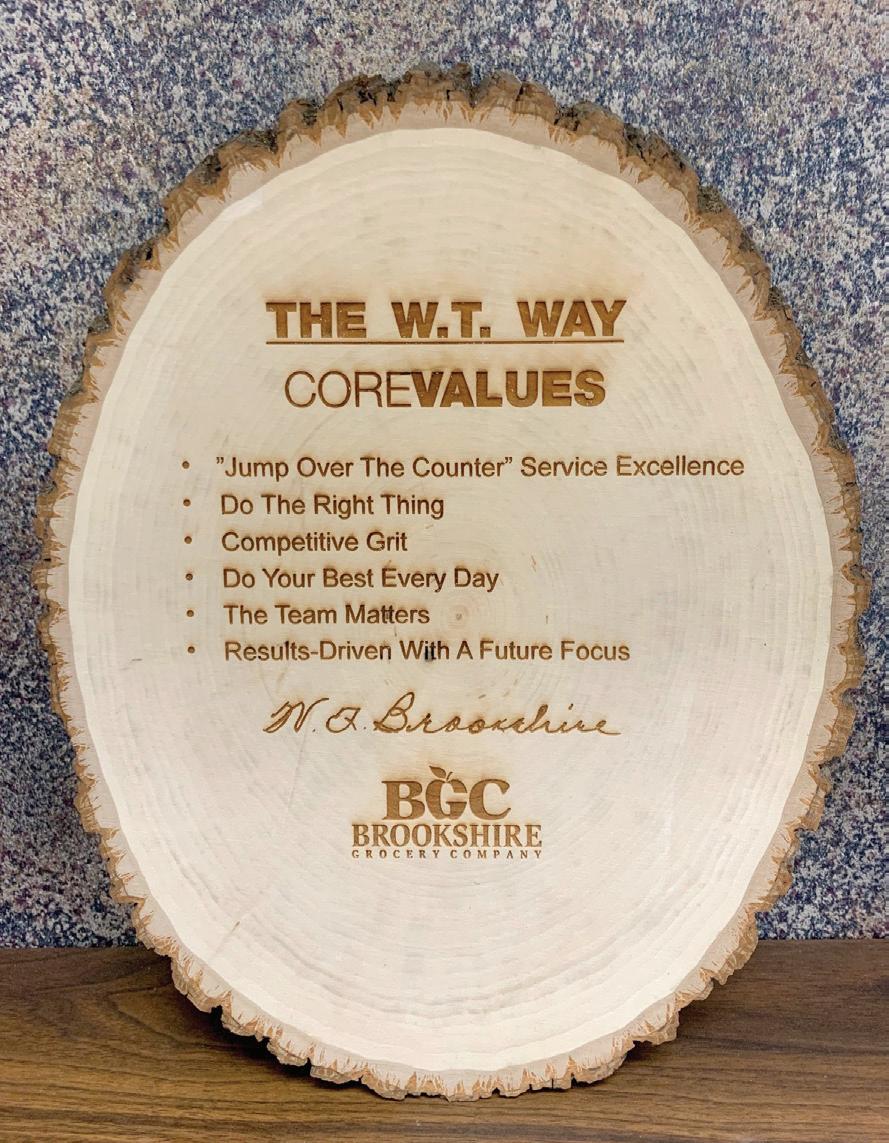 THE W.T. WAY
COREVALUES
• ”Jump Over The Counter” Service Excellence
• Do The Right Thing
• Competitive Grit
• Do Your Best Every Day
• The Team Matters
• Results-Driven With A Future Focus
W. T. Brookshire
BGC
BROOKSHIRE
GROCERY COMPANY